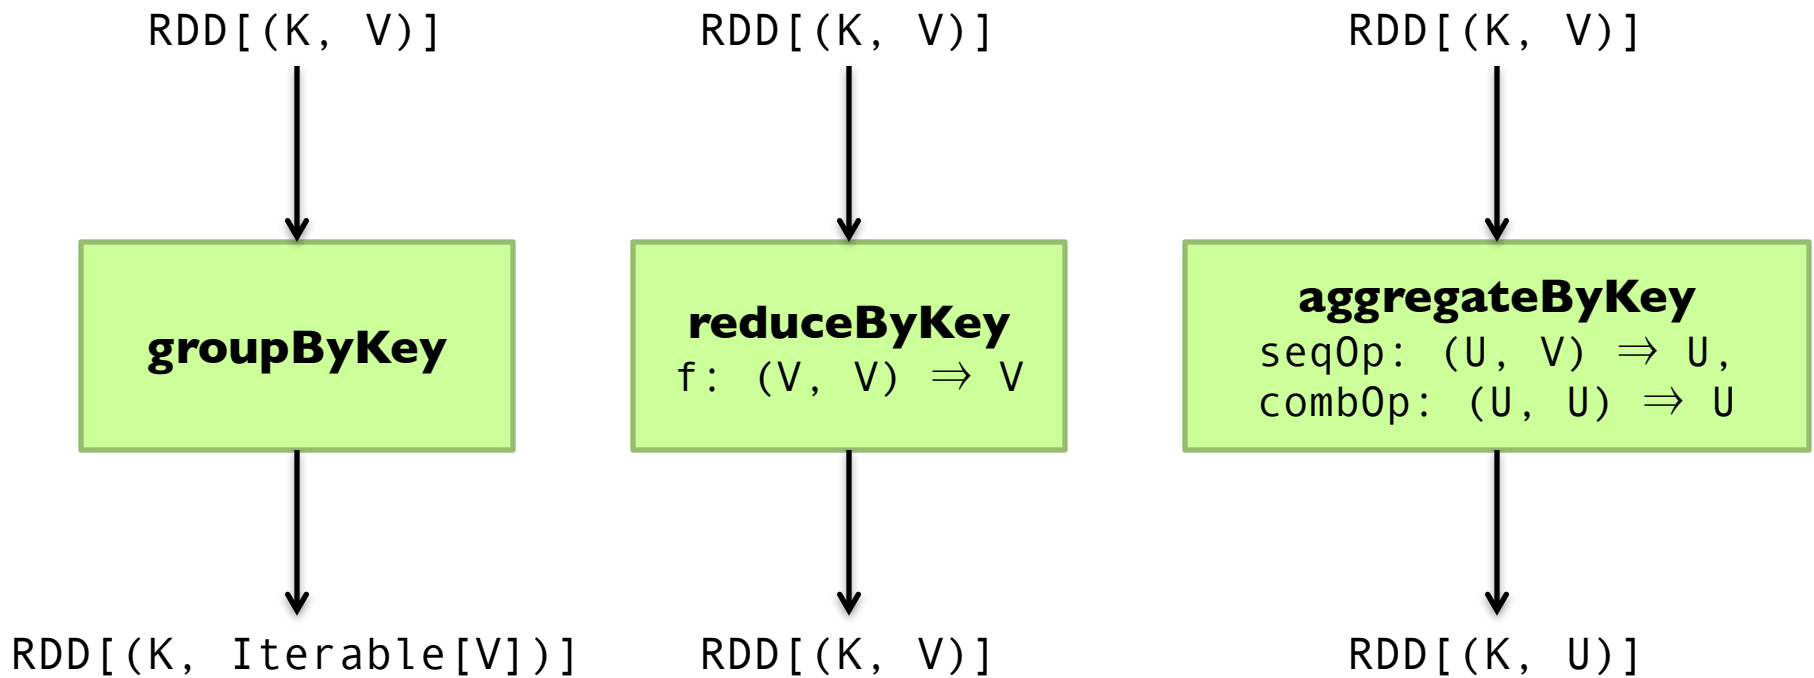 RDD[(K, V)]
groupByKey
RDD[(K, Iterable[V])]
RDD[(K, V)]
reduceByKey
f: (V, V) ⇒ V
RDD[(K, V)]
RDD[(K, V)]
aggregateByKey
seqOp: (U, V) ⇒ U,
combOp: (U, U) ⇒ U
RDD[(K, U)]